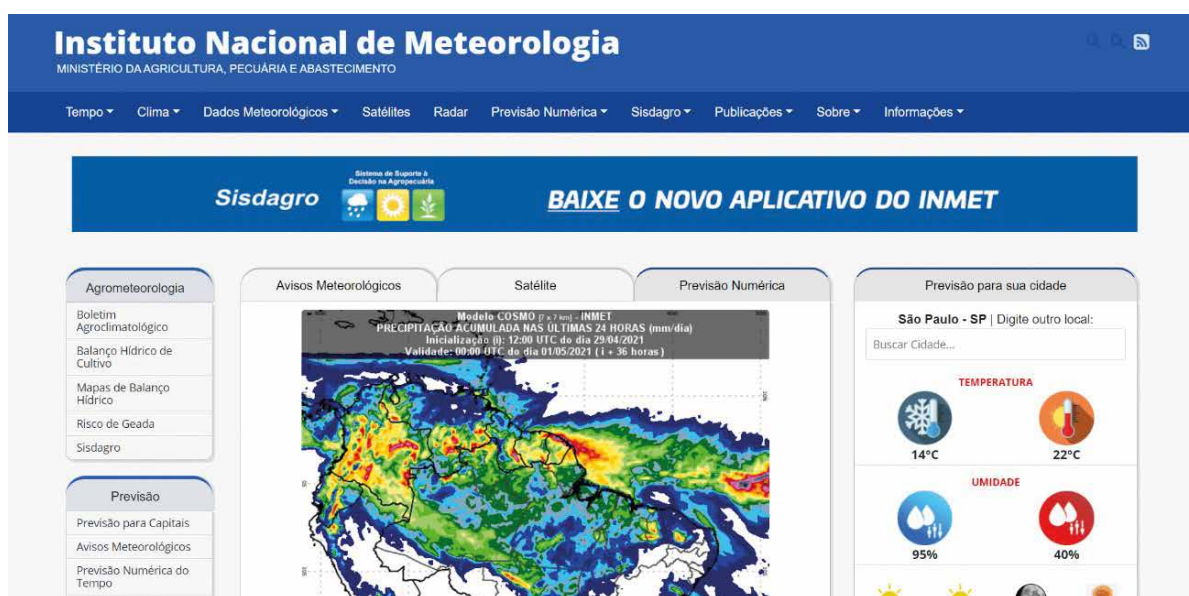 Instituto Nacional de Meteorologia
MINISTÉRIO DA AGRICULTURA, PECUÁRIA E ABASTECIMENTO
Tempo Clima Dados Meteorológicos Satélites Radar Previsão Numérica Sisdagro Publicações Sobre Informações
Sisdagro
Sistema de Suporte à
Decisão na Agropecuária
BAIXE O NOVO APLICATIVO DO INMET
Agrometeorologia
Boletim
Agroclimatológico
Balanço Hídrico de
Cultivo
Mapas de Balanço
Hídrico
Risco de Geada
Sisdagro
Previsão
Previsão para Capitais
Avisos Meteorológicos
Previsão Numérica do
Tempo
Avisos Meteorológicos Satélite Previsão Numérica
Modelo COSMO [7 x 7 km] - INMET
PRECIPITAÇÃO ACUMULADA NAS ÚLTIMAS 24 HORAS (mm/dia)
Inicialização (i): 12:00 UTC do dia 29/04/2021
Validade: 00:00 UTC do dia 01/05/2021 ( i + 36 horas )
Previsão para sua cidade
São Paulo - SP | Digite outro local:
Buscar Cidade...
TEMPERATURA
14°C 22°C
UMIDADE
95% 40%